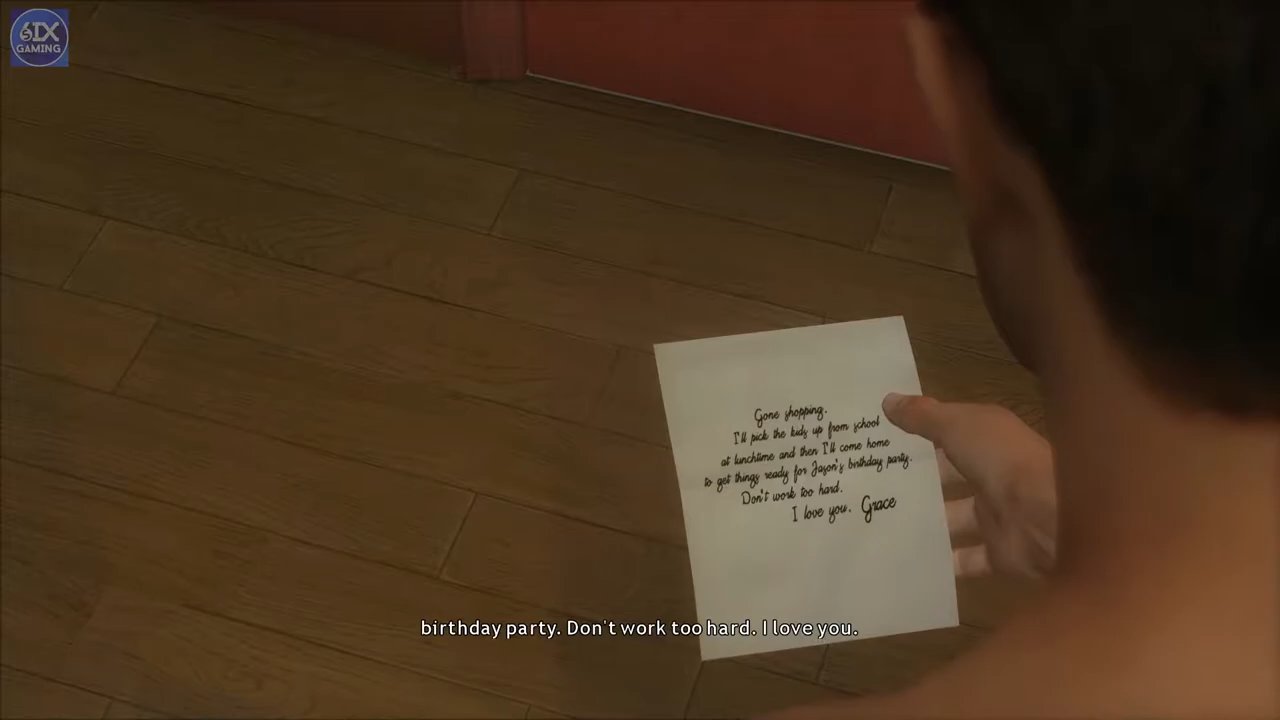 6IX
GAMING
Gone shopping.
I'll pick the kids up from school
at lunchtime and then I'll come home
to get things ready for Jason's birthday party.
Don't work too hard.
I love you. Grace
birthday party. Don't work too hard. I love you.